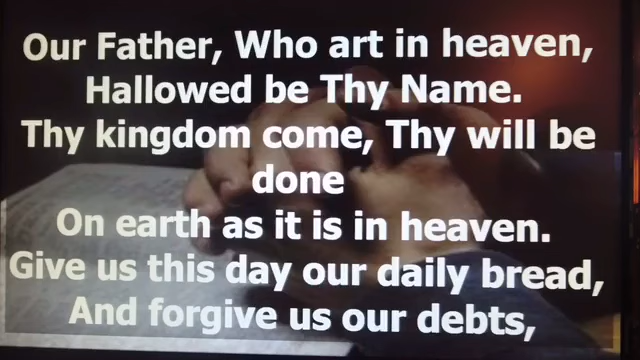 Our Father, Who art in heaven,
Hallowed be Thy Name.
Thy kingdom come, Thy will be
done
On earth as it is in heaven.
Give us this day our daily bread,
And forgive us our debts,